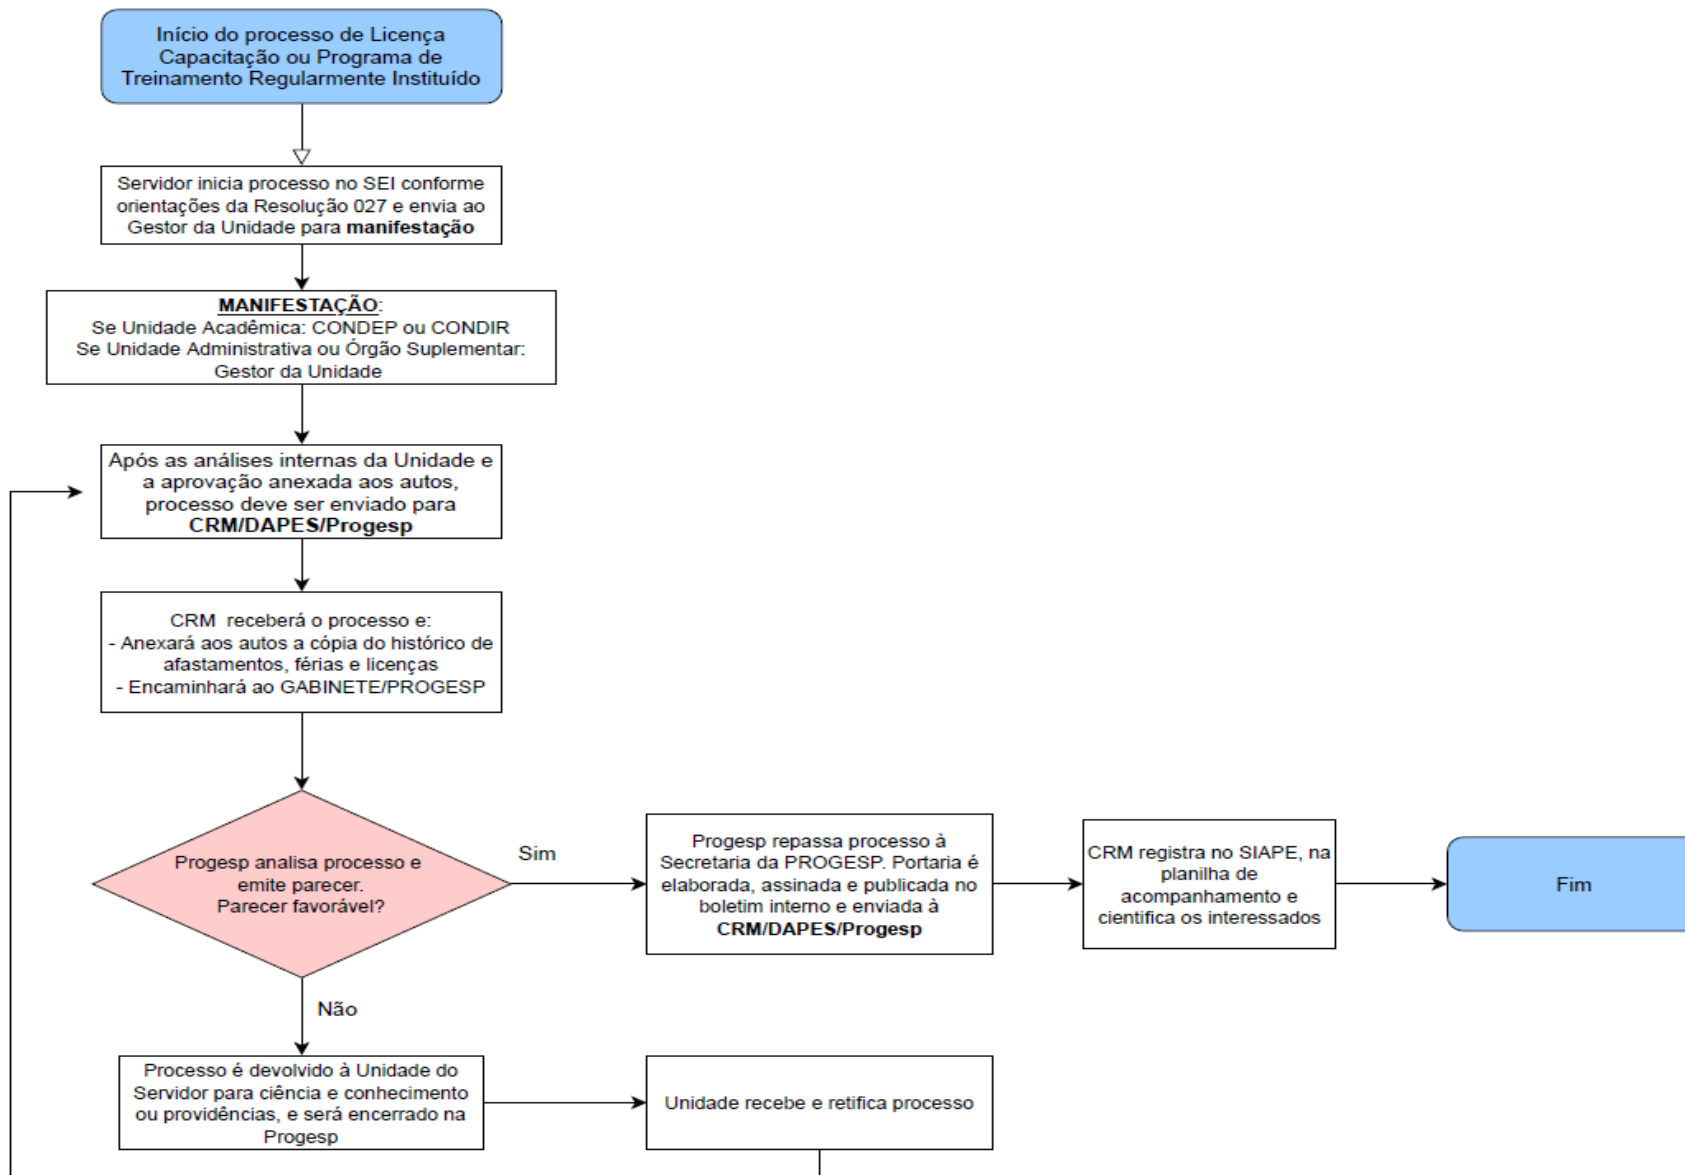 Início do processo de Licença
Capacitação ou Programa de
Treinamento Regularmente Instituído
Servidor inicia processo no SEI conforme
orientações da Resolução 027 e envia ao
Gestor da Unidade para manifestação
MANIFESTAÇÃO:
Se Unidade Acadêmica: CONDEP ou CONDIR
Se Unidade Administrativa ou Órgão Suplementar:
Gestor da Unidade
Após as análises internas da Unidade e
a aprovação anexada aos autos,
processo deve ser enviado para
CRM/DAPES/Progesp
CRM receberá o processo e:
- Anexará aos autos a cópia do histórico de
afastamentos, férias e licenças
- Encaminhará ao GABINETE/PROGESP
Progesp analisa processo e
emite parecer.
Parecer favorável?
Sim
Progesp repassa processo à
Secretaria da PROGESP. Portaria é
elaborada, assinada e publicada no
boletim interno e enviada à
CRM/DAPES/Progesp
CRM registra no SIAPE, na
planilha de
acompanhamento e
cientifica os interessados
Fim
Não
Processo é devolvido à Unidade do
Servidor para ciência e conhecimento
ou providências, e será encerrado na
Progesp
Unidade recebe e retifica processo